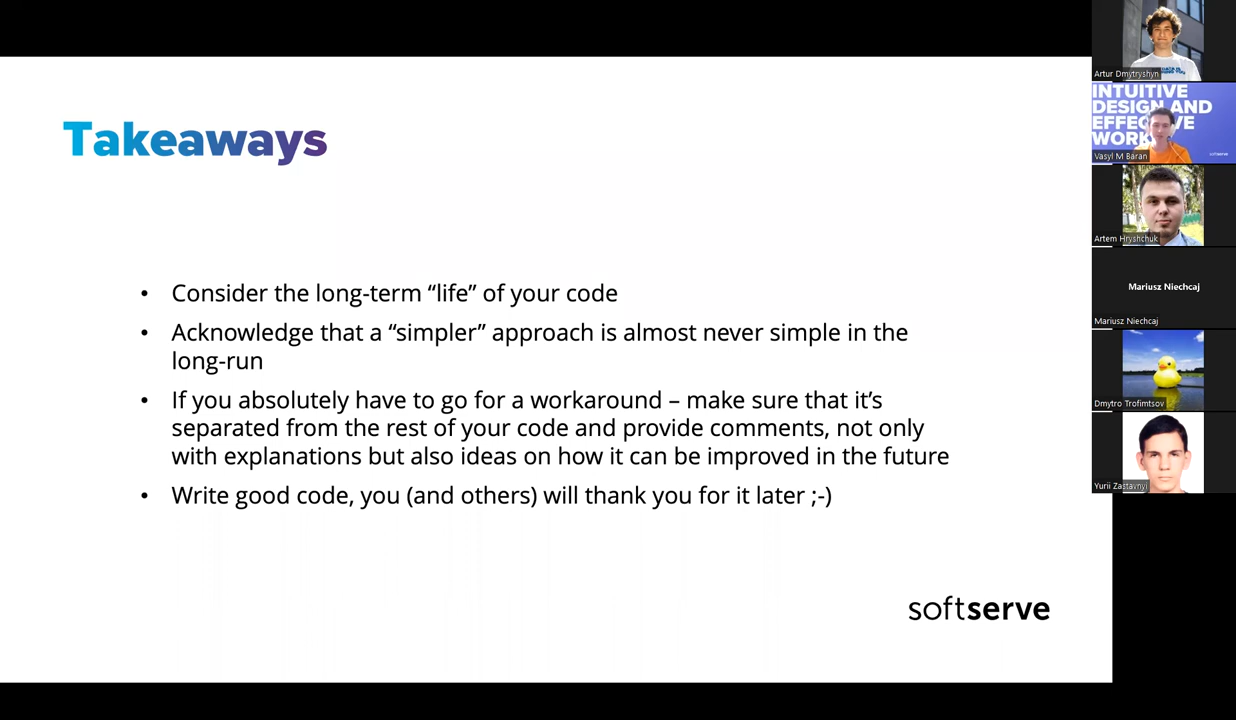 Takeaways
• Consider the long-term “life” of your code
• Acknowledge that a “simpler” approach is almost never simple in the
long-run
• If you absolutely have to go for a workaround – make sure that it’s
separated from the rest of your code and provide comments, not only
with explanations but also ideas on how it can be improved in the future
• Write good code, you (and others) will thank you for it later ;-)
softserve
Artur Dmytryshyn
INTUITIVE
DESIGN AND
EFFECTIVE
WORK
softserve
Vasyl M Baran
Artem Hryshchuk
Mariusz Niechcaj
Mariusz Niechcaj
Dmytro Trofimtsov
Yurii Zastavnyi